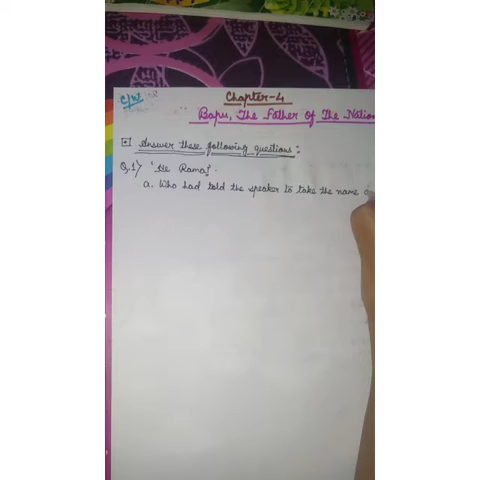 C/W
Chapter-4
Bapu, The Father Of The Nation
Answer these following questions:
Q.1) 'He Rama'.
a. Who had told the speaker to take the name